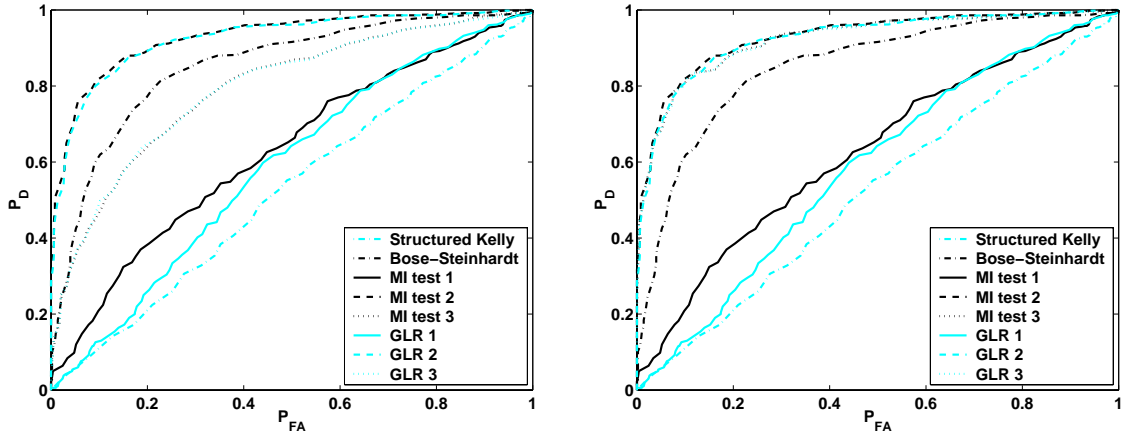 1
0.8
0.6
0.4
0.2
0
P_D
0 0.2 0.4 0.6 0.8 1
P_FA
Structured Kelly
Bose−Steinhardt
MI test 1
MI test 2
MI test 3
GLR 1
GLR 2
GLR 3
1
0.8
0.6
0.4
0.2
0
P_D
0 0.2 0.4 0.6 0.8 1
P_FA
Structured Kelly
Bose−Steinhardt
MI test 1
MI test 2
MI test 3
GLR 1
GLR 2
GLR 3